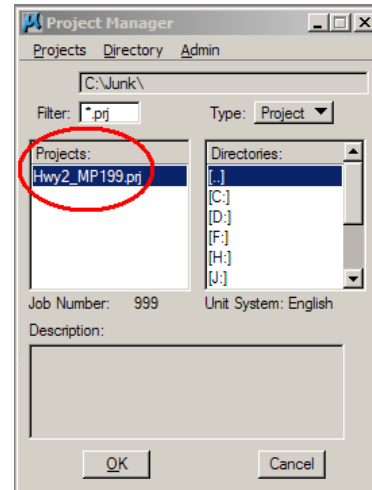 Project Manager
Projects Directory Admin
C:\Junk\
Filter: *.prj Type: Project
Projects: Directories:
Hwy2_MP199.prj [..]
[C:]
[D:]
[F:]
[H:]
[J:]
Job Number: 999 Unit System: English
Description:
OK Cancel